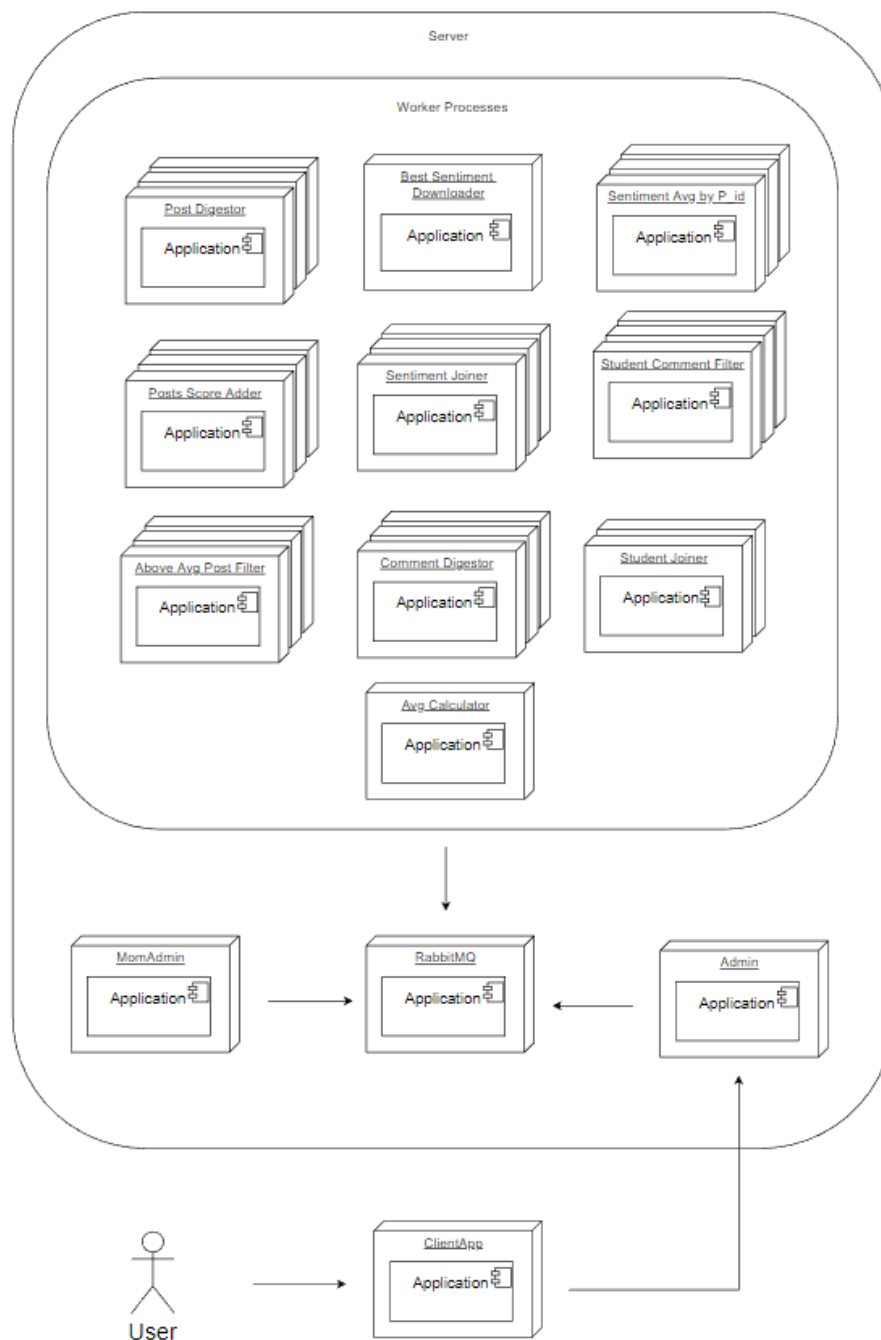 Server
Worker Processes
Post Digestor
Application
Best Sentiment
Downloader
Application
Sentiment Avg by P_id
Application
Posts Score Adder
Application
Sentiment Joiner
Application
Student Comment Filter
Application
Above Avg Post Filter
Application
Comment Digestor
Application
Student Joiner
Application
Avg Calculator
Application
MomAdmin
Application
RabbitMQ
Application
Admin
Application
ClientApp
Application
User